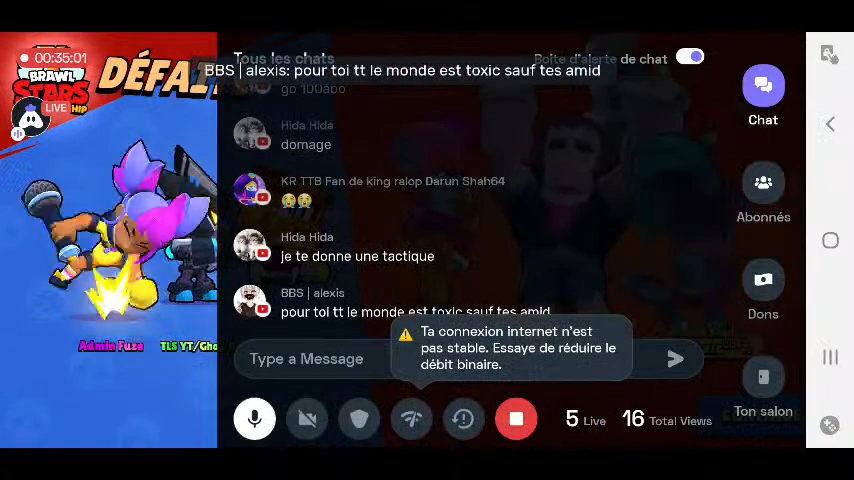 00:35:01
BRAWL
STARS
LIVE
DÉFAI
Tous les chats
Boîte d'alerte de chat
BBS | alexis: pour toi tt le monde est toxic sauf tes amid
go 100abo
Hida Hida
domage
KR TTB Fan de king ralop Darun Shah64
😭😭
Hida Hida
je te donne une tactique
BBS | alexis
pour toi tt le monde est toxic sauf tes amid
Ta connexion internet n'est
pas stable. Essaye de réduire le
débit binaire.
Type a Message
Chat
Abonnés
Dons
Ton salon
Admin Fuze
TLS YT/Gho
5 Live
16 Total Views